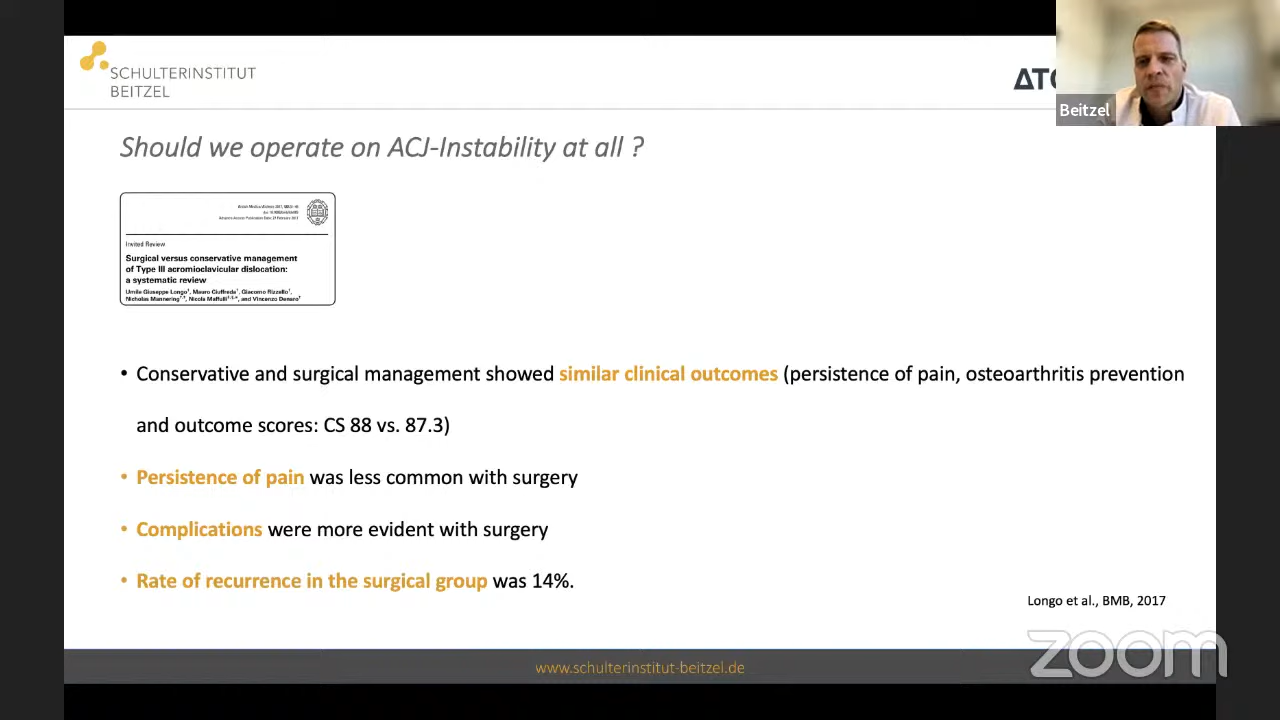 SCHULTERINSTITUT
BEITZEL
Beitzel
Should we operate on ACJ-Instability at all ?
Invited Review
Surgical versus conservative management
of Type III acromioclavicular dislocation:
a systematic review
Umile Giuseppe Longo¹, Mauro Ciuffreda¹, Giacomo Rizzello¹,
Nicholas Mannering, Nicola Maffulli, and Vincenzo Denaro
• Conservative and surgical management showed similar clinical outcomes (persistence of pain, osteoarthritis prevention
and outcome scores: CS 88 vs. 87.3)
• Persistence of pain was less common with surgery
• Complications were more evident with surgery
• Rate of recurrence in the surgical group was 14%.
Longo et al., BMB, 2017
zoom
www.schulterinstitut-beitzel.de